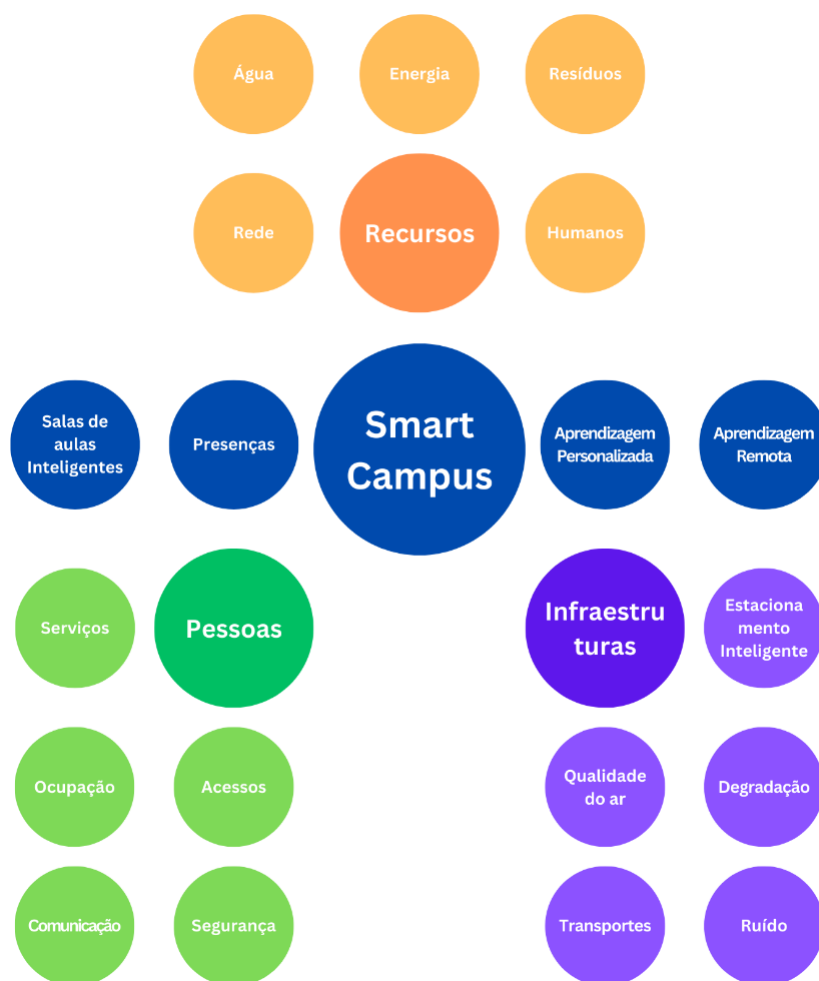 Água
Energia
Resíduos
Rede
Recursos
Humanos
Salas de
aulas
Inteligentes
Presenças
Smart
Campus
Aprendizagem
Personalizada
Aprendizagem
Remota
Serviços
Pessoas
Infraestru
turas
Estaciona
mento
Inteligente
Ocupação
Acessos
Qualidade
do ar
Degradação
Comunicação
Segurança
Transportes
Ruído